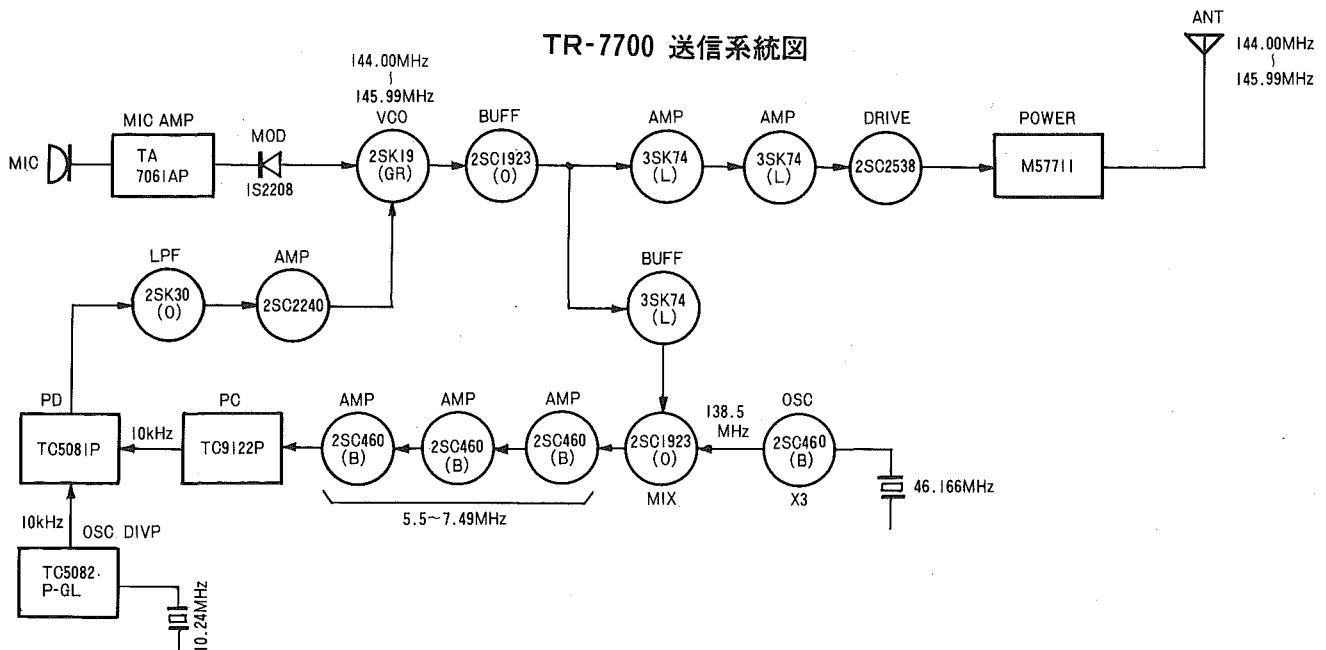 TR-7700 送信系統図
ANT
144.00MHz
〜
145.99MHz
144.00MHz
〜
145.99MHz
MIC
MIC AMP
TA
7061AP
MOD
1S2208
VCO
2SK19
(GR)
BUFF
2SC1923
(O)
AMP
3SK74
(L)
AMP
3SK74
(L)
DRIVE
2SC2538
POWER
M57711
LPF
2SK30
(O)
AMP
2SC2240
BUFF
3SK74
(L)
PD
TC5081P
10kHz
PC
TC9122P
AMP
2SC460
(B)
AMP
2SC460
(B)
AMP
2SC460
(B)
5.5~7.49MHz
2SC1923
(O)
MIX
138.5
MHz
OSC
2SC460
(B)
X3
46.166MHz
10kHz
OSC DIVP
TC5082
P-GL
10.24MHz